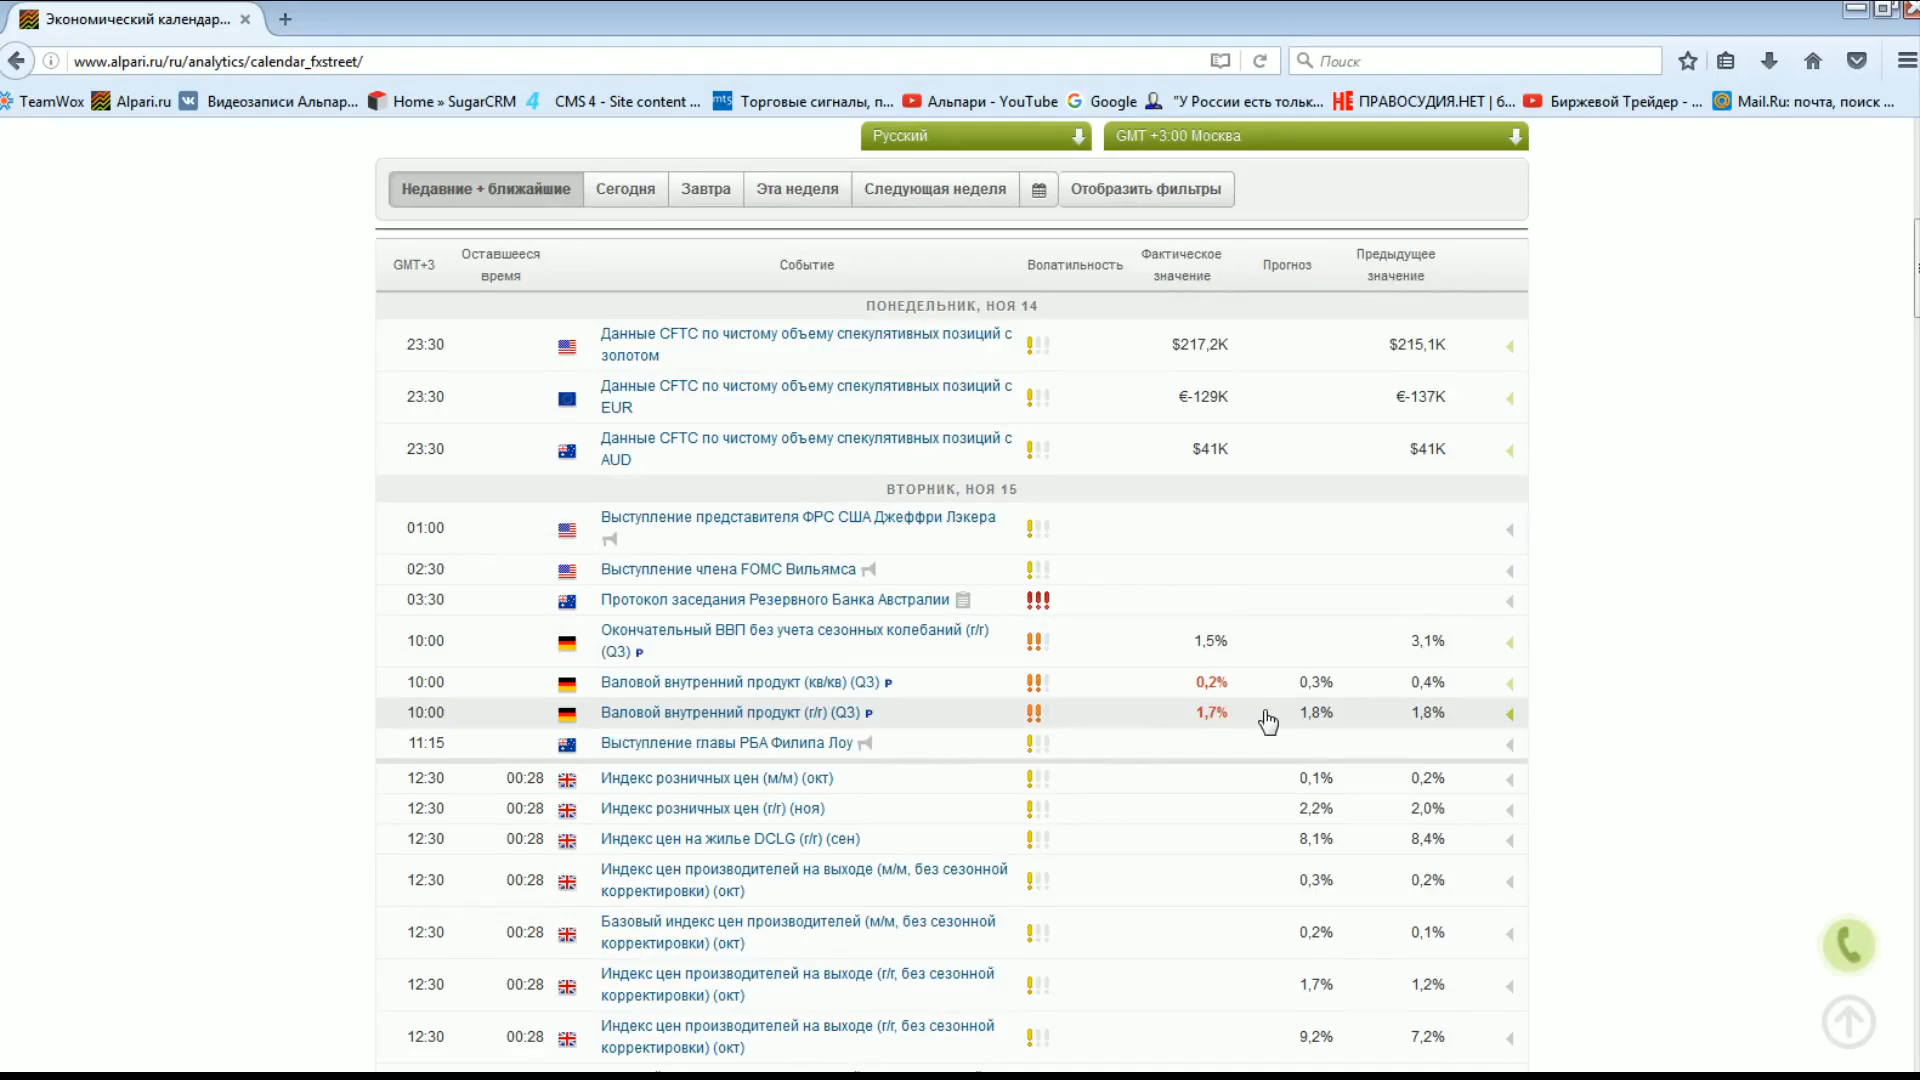 Экономический календар...
www.alpari.ru/ru/analytics/calendar_fxstreet/
Поиск
TeamWox Alpari.ru Видеозаписи Альпар... Home » SugarCRM CMS 4 - Site content ... Торговые сигналы, п... Альпари - YouTube Google "У России есть тольк... ПРАВОСУДИЯ.НЕТ | б... Биржевой Трейдер - ... Mail.Ru: почта, поиск ...
Русский GMT +3:00 Москва
Недавние + ближайшие Сегодня Завтра Эта неделя Следующая неделя Отобразить фильтры
GMT+3 Оставшееся время Событие Волатильность Фактическое значение Прогноз Предыдущее значение
ПОНЕДЕЛЬНИК, НОЯ 14
23:30 Данные CFTC по чистому объему спекулятивных позиций с $217,2K $215,1K
золотом
23:30 Данные CFTC по чистому объему спекулятивных позиций с €-129K €-137K
EUR
23:30 Данные CFTC по чистому объему спекулятивных позиций с $41K $41K
AUD
ВТОРНИК, НОЯ 15
01:00 Выступление представителя ФРС США Джеффри Лэкера
02:30 Выступление члена FOMC Вильямса
03:30 Протокол заседания Резервного Банка Австралии
10:00 Окончательный ВВП без учета сезонных колебаний (г/г) 1,5% 3,1%
(Q3) P
10:00 Валовой внутренний продукт (кв/кв) (Q3) P 0,2% 0,3% 0,4%
10:00 Валовой внутренний продукт (г/г) (Q3) P 1,7% 1,8% 1,8%
11:15 Выступление главы РБА Филипа Лоу
12:30 00:28 Индекс розничных цен (м/м) (окт) 0,1% 0,2%
12:30 00:28 Индекс розничных цен (г/г) (ноя) 2,2% 2,0%
12:30 00:28 Индекс цен на жилье DCLG (г/г) (сен) 8,1% 8,4%
12:30 00:28 Индекс цен производителей на выходе (м/м, без сезонной 0,3% 0,2%
корректировки) (окт)
12:30 00:28 Базовый индекс цен производителей (м/м, без сезонной 0,2% 0,1%
корректировки) (окт)
12:30 00:28 Индекс цен производителей на выходе (г/г, без сезонной 1,7% 1,2%
корректировки) (окт)
12:30 00:28 Индекс цен производителей на выходе (г/г, без сезонной 9,2% 7,2%
корректировки) (окт)